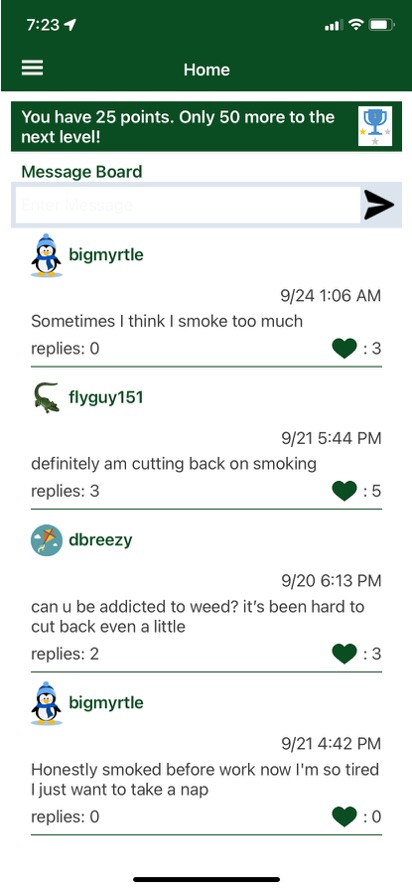 7:23
Home
You have 25 points. Only 50 more to the
next level!
Message Board
Enter Message
bigmyrtle
9/24 1:06 AM
Sometimes I think I smoke too much
replies: 0
: 3
flyguy151
9/21 5:44 PM
definitely am cutting back on smoking
replies: 3
: 5
dbreezy
9/20 6:13 PM
can u be addicted to weed? it’s been hard to
cut back even a little
replies: 2
: 3
bigmyrtle
9/21 4:42 PM
Honestly smoked before work now I'm so tired
I just want to take a nap
replies: 0
: 0